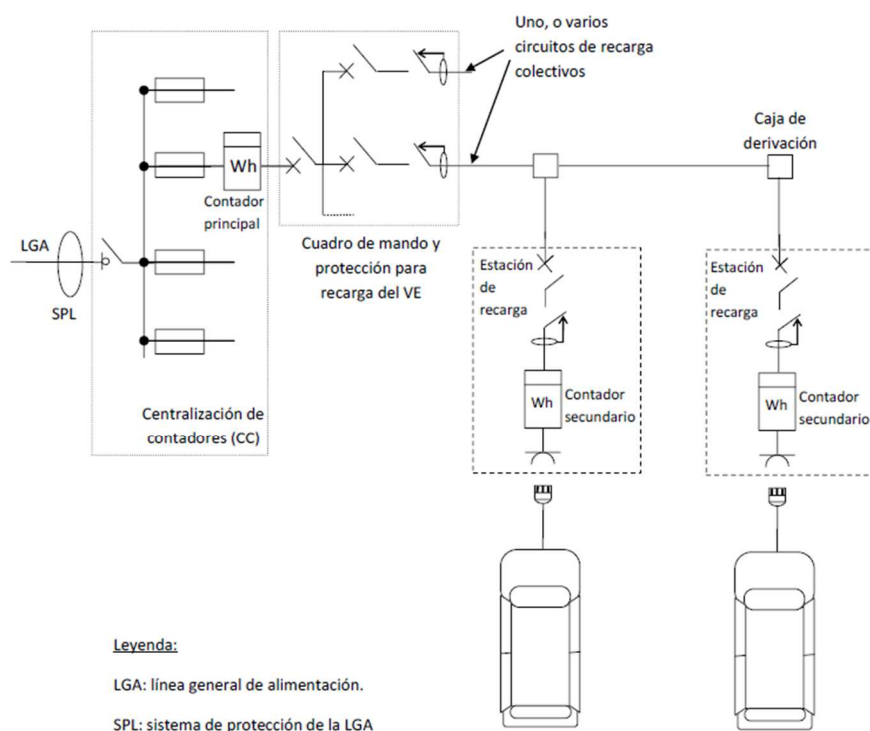 Uno, o varios
circuitos de recarga
colectivos
Caja de
derivación
Wh
Contador
principal
LGA
SPL
Cuadro de mando y
protección para
recarga del VE
Centralización de
contadores (CC)
Estación
de
recarga
Wh
Contador
secundario
Estación
de
recarga
Wh
Contador
secundario
Leyenda:
LGA: línea general de alimentación.
SPL: sistema de protección de la LGA